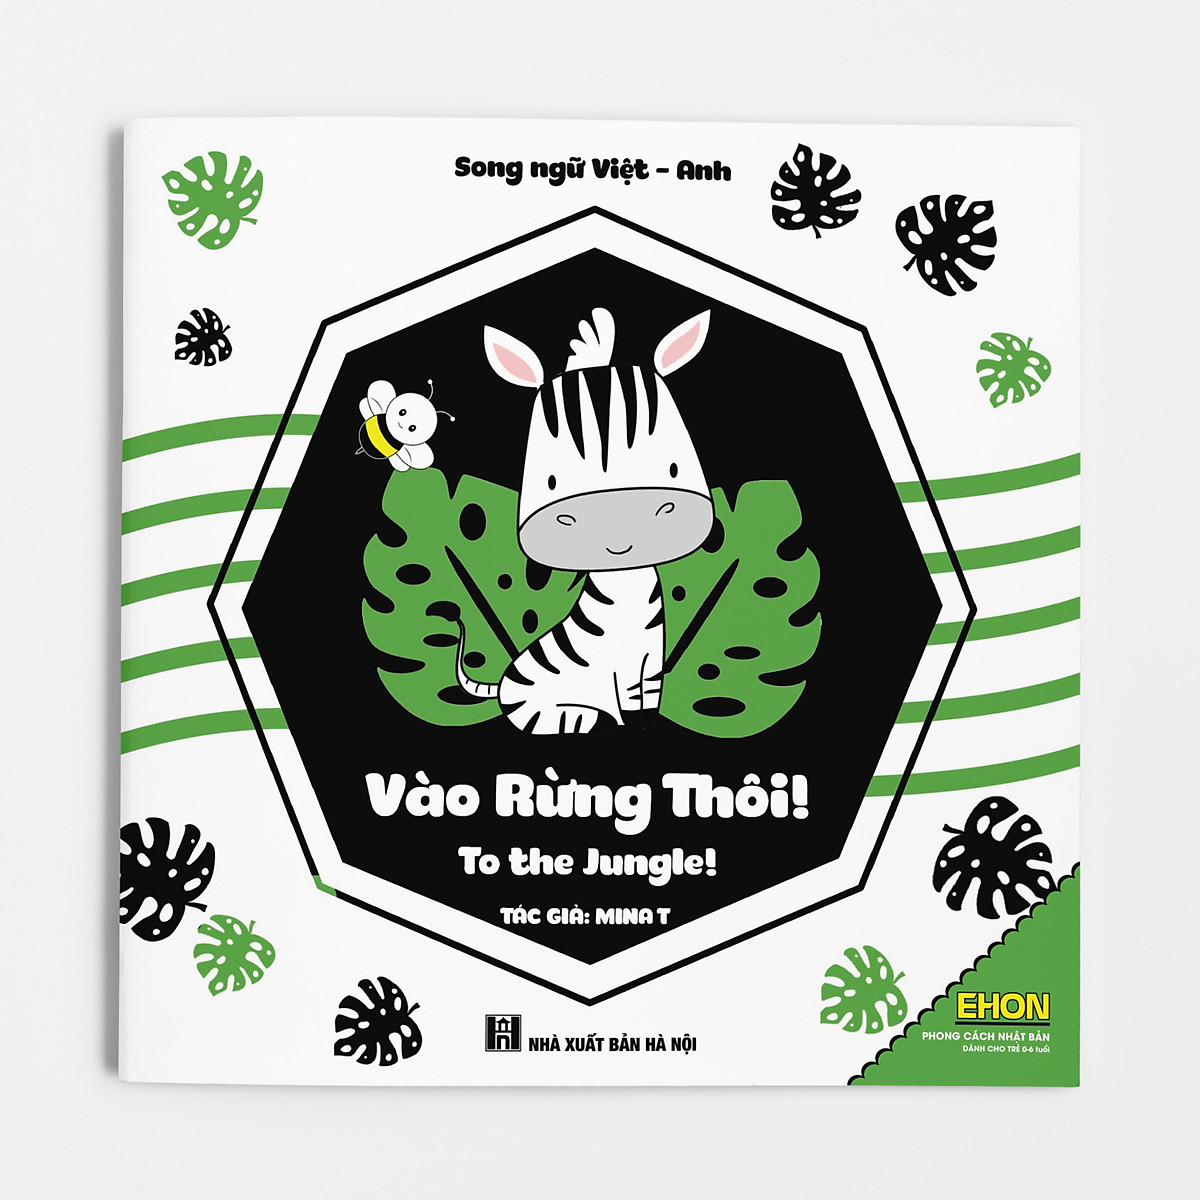 Song ngữ Việt - Anh
Vào Rừng Thôi!
To the Jungle!
TÁC GIẢ: MINA T
NHÀ XUẤT BẢN HÀ NỘI
EHON
PHONG CÁCH NHẬT BẢN
DÀNH CHO TRẺ 0-6 tuổi